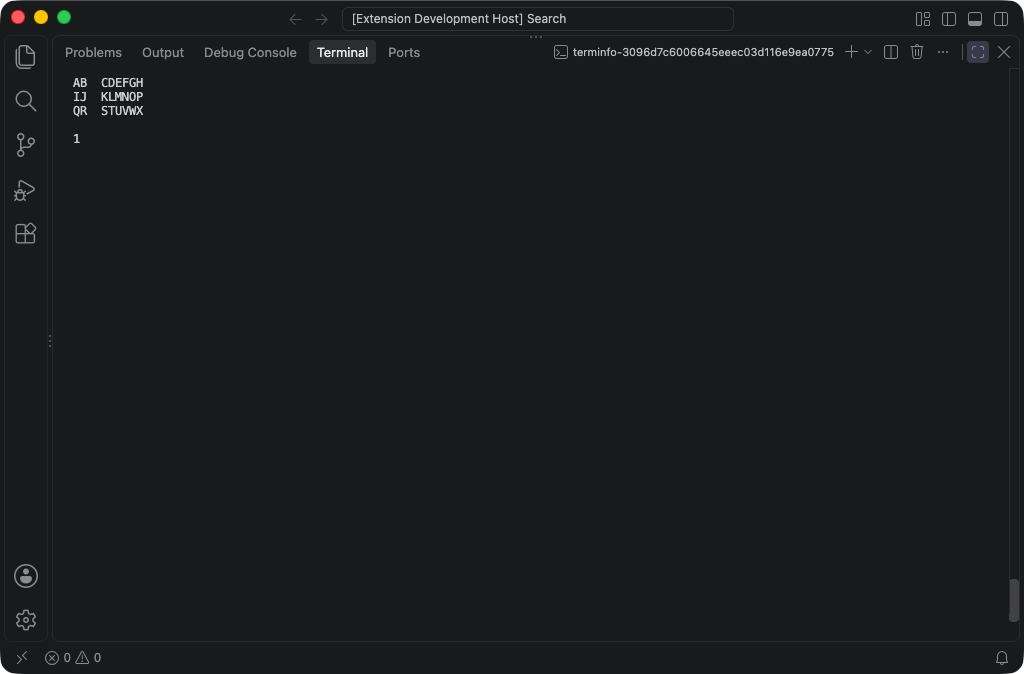 [Extension Development Host] Search
Problems Output Debug Console Terminal Ports
terminfo-3096d7c6006645eeec03d116e9ea0775
AB  CDEFGH
IJ  KLMNOP
QR  STUVWX
1
0 0